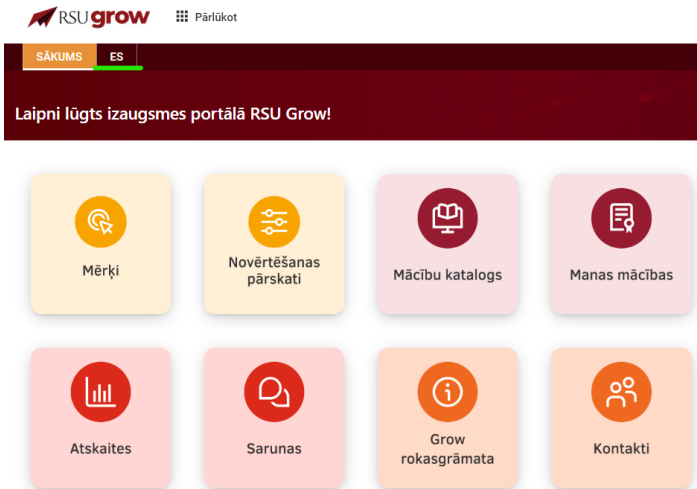 RSU grow
Pārlūkot
SĀKUMS ES
Laipni lūgts izaugsmes portālā RSU Grow!
Mērķi
Novērtēšanas
pārskati
Mācību katalogs
Manas mācības
Atskaites
Sarunas
Grow
rokasgrāmata
Kontakti